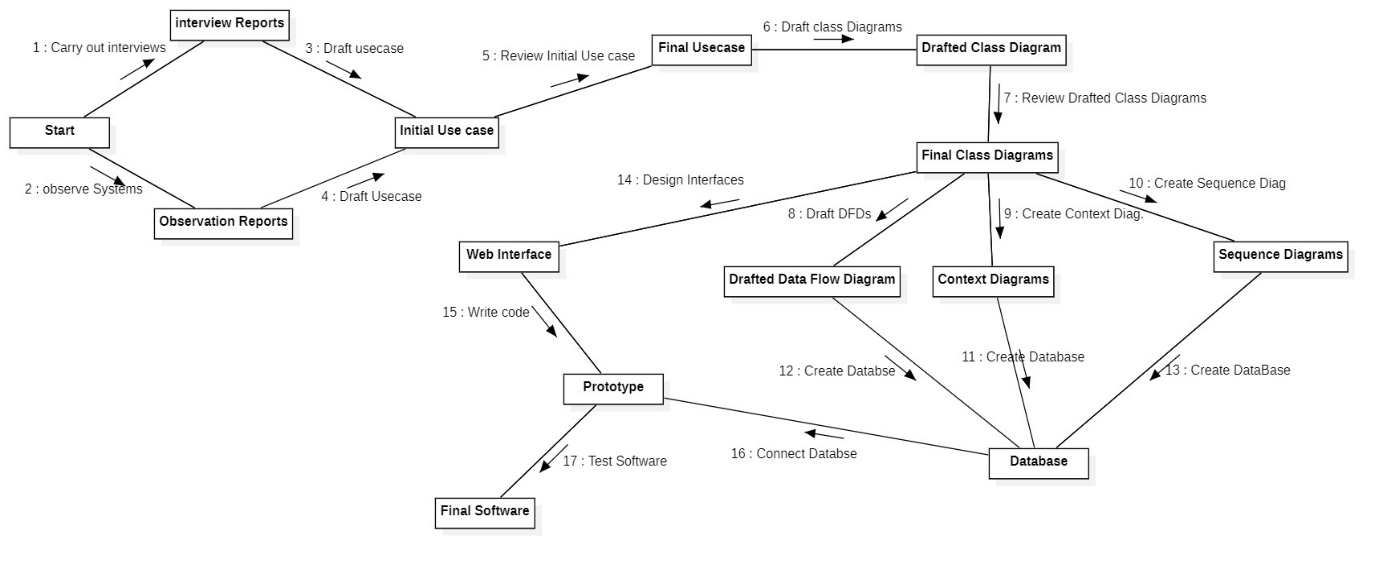 interview Reports
1 : Carry out interviews
3 : Draft usecase
6 : Draft class Diagrams
5 : Review Initial Use case
Final Usecase
Drafted Class Diagram
7 : Review Drafted Class Diagrams
Start
Initial Use case
Final Class Diagrams
2 : observe Systems
4 : Draft Usecase
14 : Design Interfaces
10 : Create Sequence Diag
Observation Reports
8 : Draft DFDs
9 : Create Context Diag.
Web Interface
Sequence Diagrams
Drafted Data Flow Diagram
Context Diagrams
15 : Write code
11 : Create Database
12 : Create Databse
13 : Create DataBase
Prototype
16 : Connect Databse
17 : Test Software
Database
Final Software